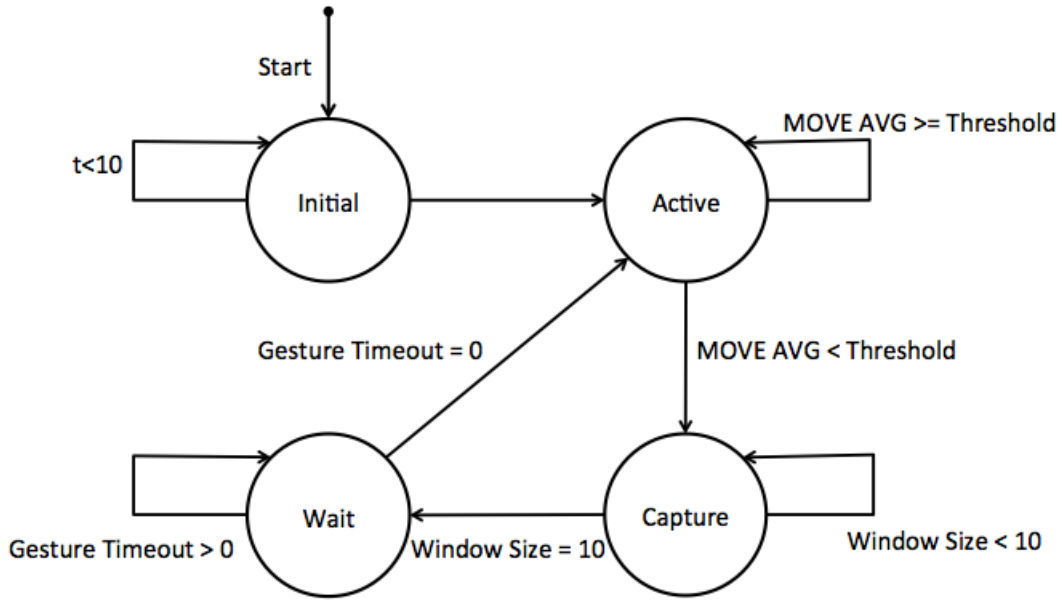 Start
MOVE AVG >= Threshold
t<10
Initial
Active
Gesture Timeout = 0
MOVE AVG < Threshold
Wait
Capture
Gesture Timeout > 0
Window Size = 10
Window Size < 10